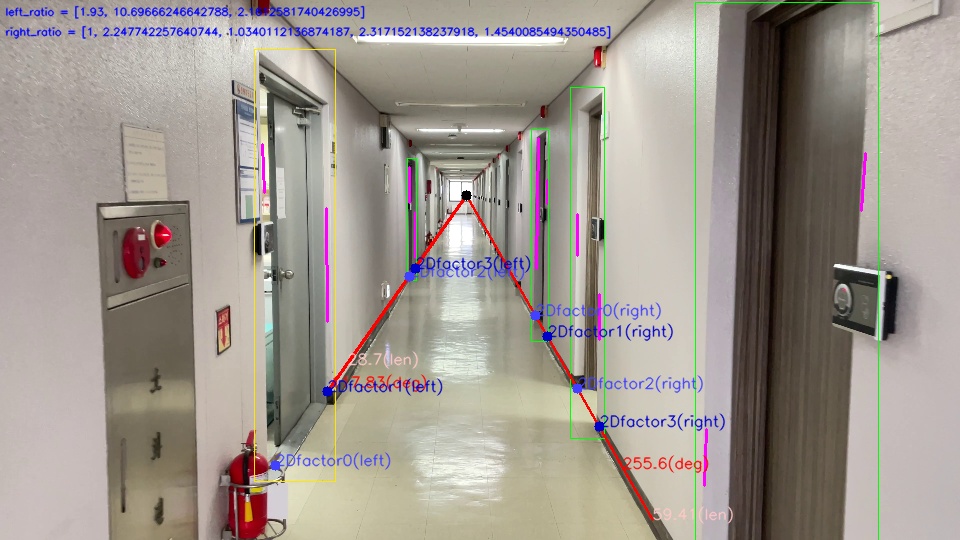 left_ratio = [1.93, 10.69666246642788, 2.1812581740426995]
right_ratio = [1, 2.247742257640744, 1.0340112136874187, 2.317152138237918, 1.4540085494350485]
2Dfactor3(left)
2Dfactor2(left)
2Dfactor0(right)
2Dfactor1(right)
28.7(len)
2Dfactor1(left)
2Dfactor2(right)
2Dfactor3(right)
2Dfactor0(left)
255.6(deg)
59.41(len)